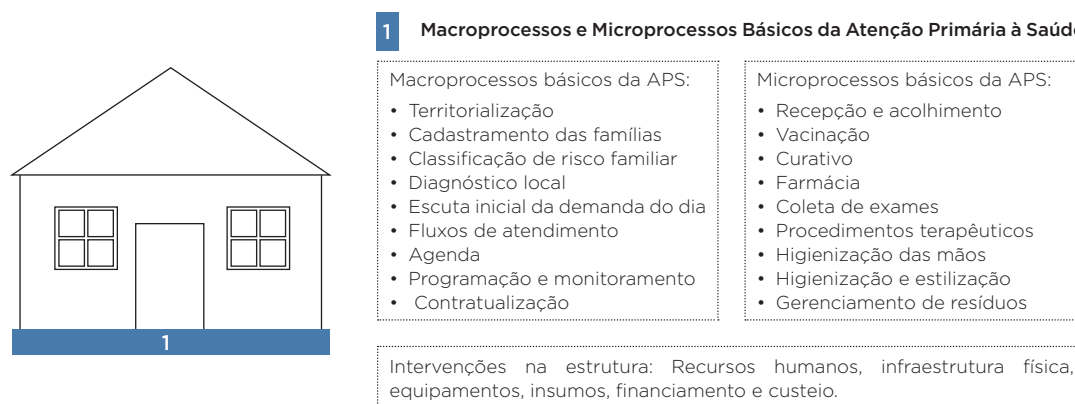 1 Macroprocessos e Microprocessos Básicos da Atenção Primária à Saúde
Macroprocessos básicos da APS:
• Territorialização
• Cadastramento das famílias
• Classificação de risco familiar
• Diagnóstico local
• Escuta inicial da demanda do dia
• Fluxos de atendimento
• Agenda
• Programação e monitoramento
• Contratualização
Microprocessos básicos da APS:
• Recepção e acolhimento
• Vacinação
• Curativo
• Farmácia
• Coleta de exames
• Procedimentos terapêuticos
• Higienização das mãos
• Higienização e estilização
• Gerenciamento de resíduos
1
Intervenções na estrutura: Recursos humanos, infraestrutura física,
equipamentos, insumos, financiamento e custeio.